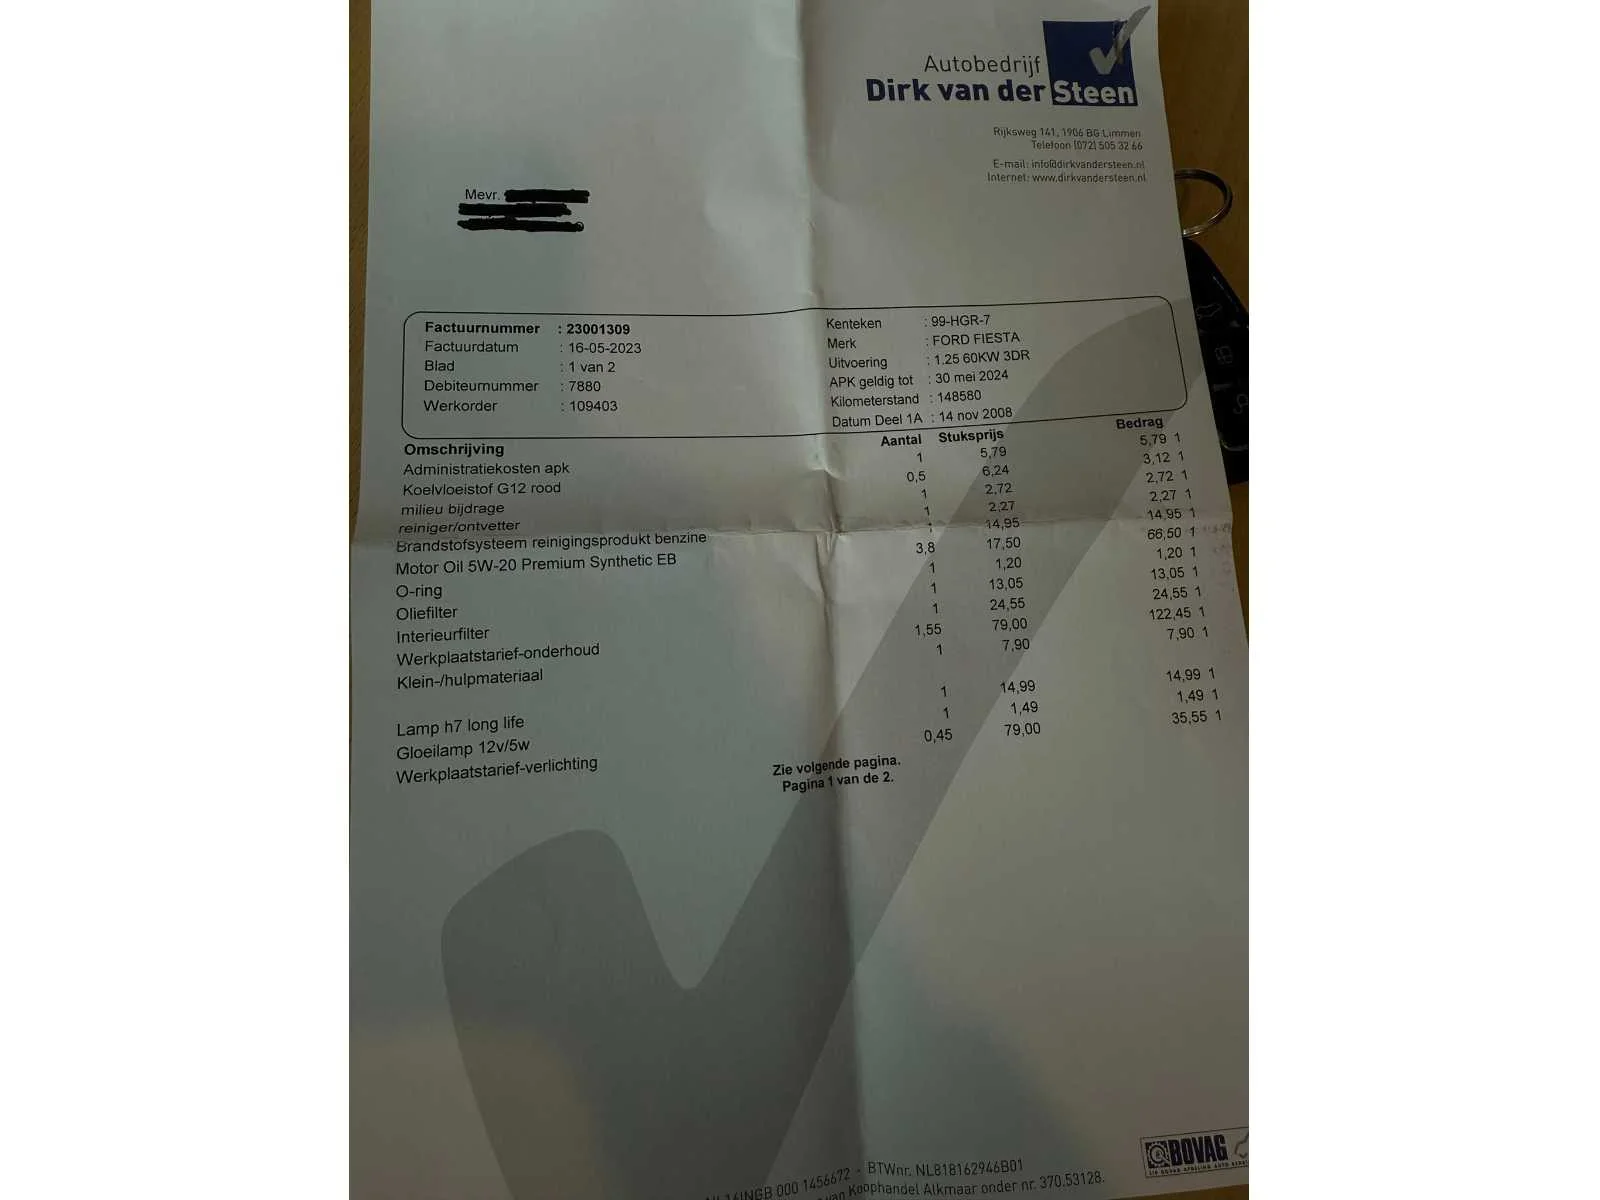 Autobedrijf
Dirk van der Steen
Rijksweg 141, 1906 BG Limmen
Telefoon (072) 505 32 66
E-mail: info@dirkvandersteen.nl
Internet: www.dirkvandersteen.nl
Mevr.
Factuurnummer : 23001309
Factuurdatum : 16-05-2023
Blad : 1 van 2
Debiteurnummer : 7880
Werkorder : 109403
Kenteken : 99-HGR-7
Merk : FORD FIESTA
Uitvoering : 1.25 60KW 3DR
APK geldig tot : 30 mei 2024
Kilometerstand : 148580
Datum Deel 1A : 14 nov 2008
Omschrijving Aantal Stuksprijs Bedrag
Administratiekosten apk 1 5,79 5,79 1
Koelvloeistof G12 rood 0,5 6,24 3,12 1
milieu bijdrage 1 2,72 2,72 1
reiniger/ontvetter 1 2,27 2,27 1
Brandstofsysteem reinigingsprodukt benzine 1 14,95 14,95 1
Motor Oil 5W-20 Premium Synthetic EB 3,8 17,50 66,50 1
O-ring 1 1,20 1,20 1
Oliefilter 1 13,05 13,05 1
Interieurfilter 1 24,55 24,55 1
Werkplaatstarief-onderhoud 1,55 79,00 122,45 1
Klein-/hulpmateriaal 1 7,90 7,90 1
Lamp h7 long life 1 14,99 14,99 1
Gloeilamp 12v/5w 1 1,49 1,49 1
Werkplaatstarief-verlichting 0,45 79,00 35,55 1
Zie volgende pagina.
Pagina 1 van de 2.
BOVAG
INGB 000 1456672 - BTWnr. NL818162946B01
van Koophandel Alkmaar onder nr. 370.53128.